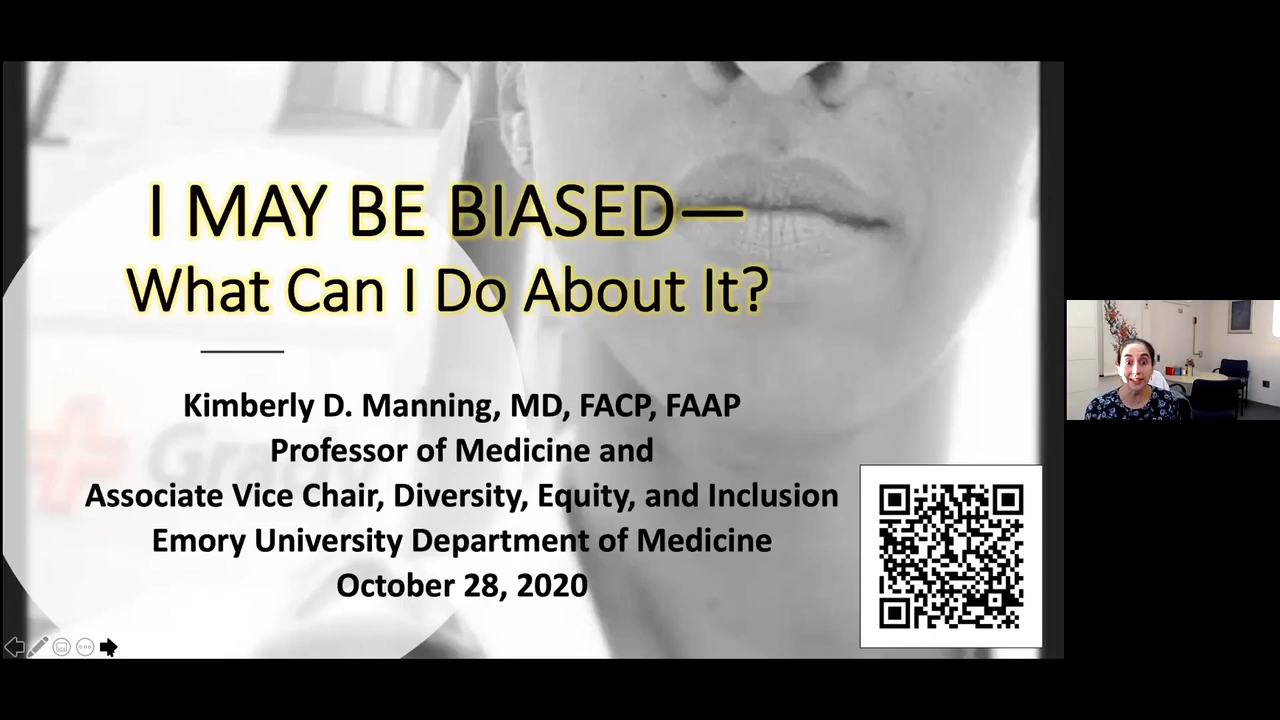 I MAY BE BIASED—
What Can I Do About It?
Kimberly D. Manning, MD, FACP, FAAP
Professor of Medicine and
Associate Vice Chair, Diversity, Equity, and Inclusion
Emory University Department of Medicine
October 28, 2020